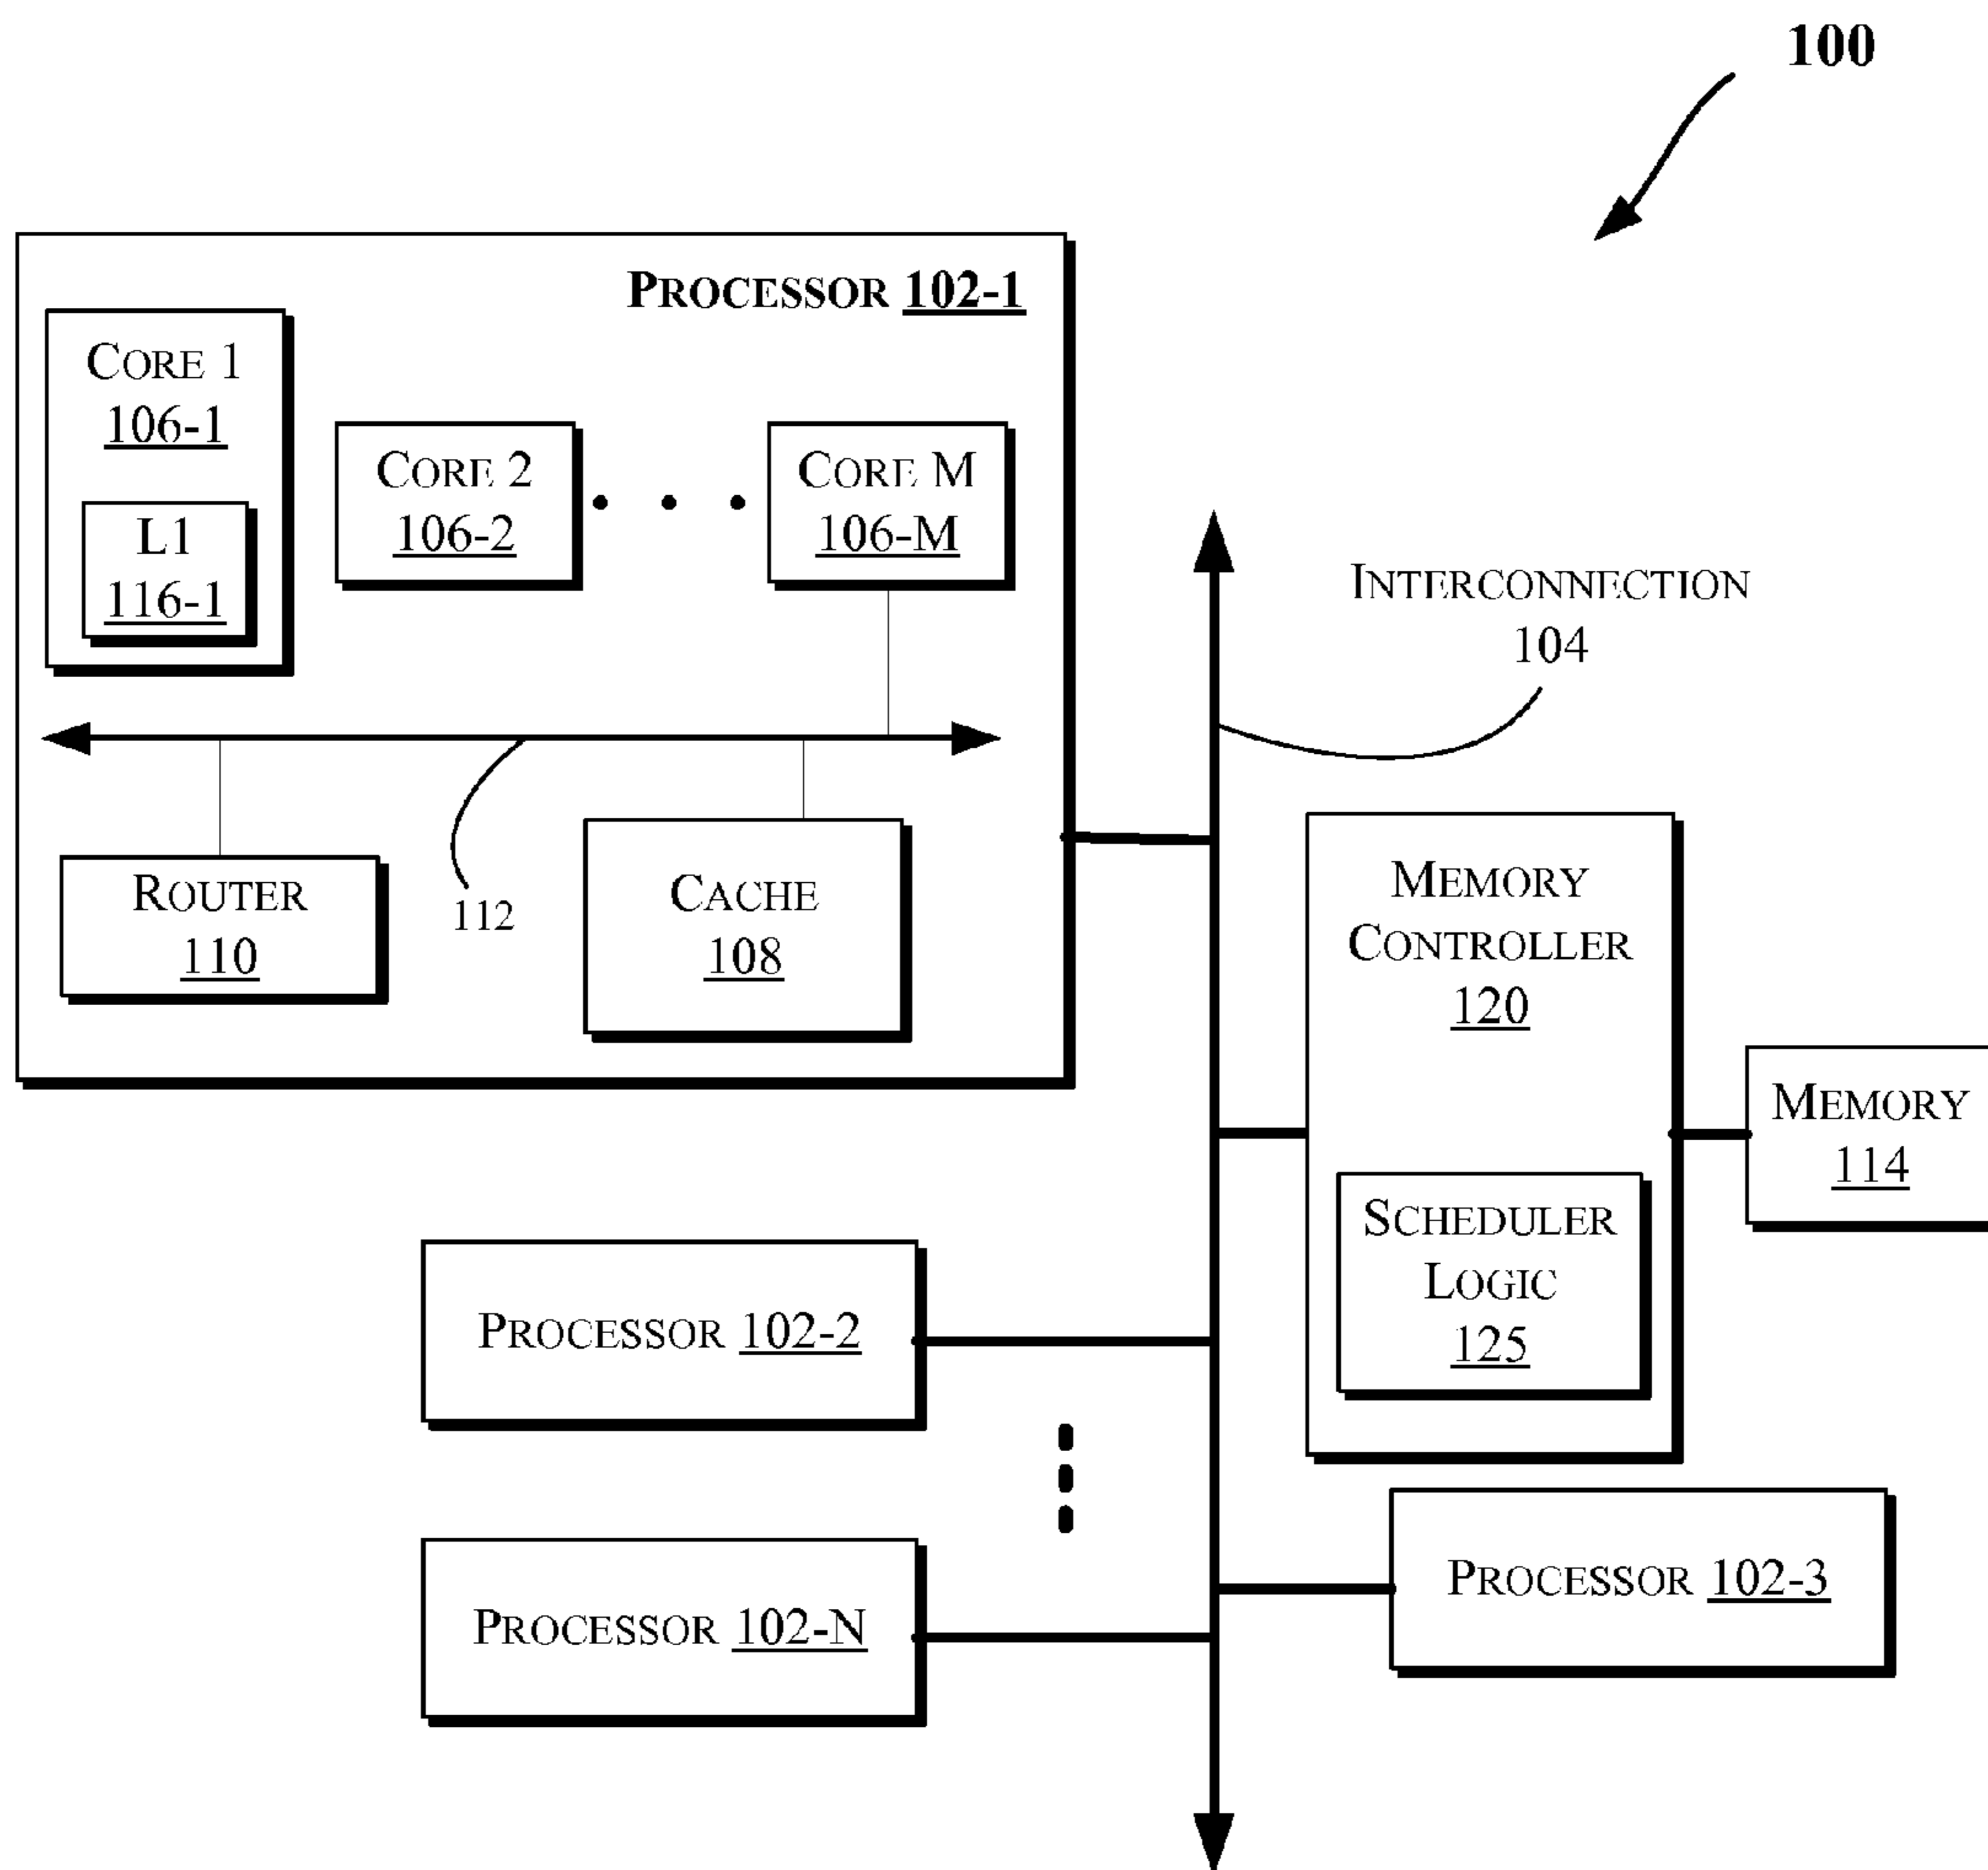 100
PROCESSOR 102-1
CORE 1
106-1
L1
116-1
CORE 2
106-2
CORE M
106-M
INTERCONNECTION
104
ROUTER
110
112
CACHE
108
MEMORY
CONTROLLER
120
MEMORY
114
SCHEDULER
LOGIC
125
PROCESSOR 102-2
PROCESSOR 102-3
PROCESSOR 102-N